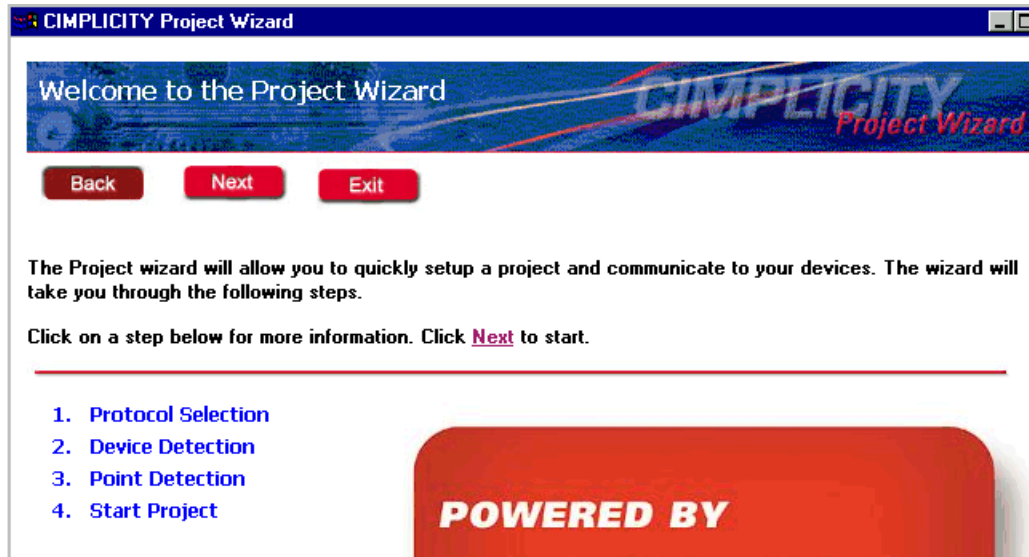 CIMPLICITY Project Wizard
Welcome to the Project Wizard
CIMPLICITY
Project Wizard
Back
Next
Exit
The Project wizard will allow you to quickly setup a project and communicate to your devices. The wizard will
take you through the following steps.
Click on a step below for more information. Click Next to start.
1. Protocol Selection
2. Device Detection
3. Point Detection
4. Start Project
POWERED BY